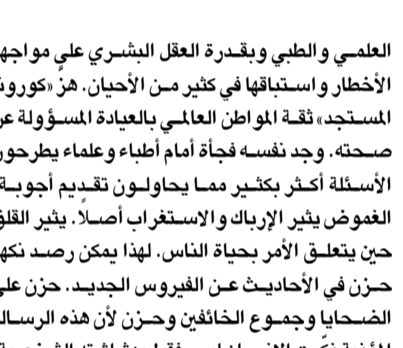 العلمي والطبي وبقدرة العقل البشري على مواجه
الأخطار واستباقها في كثير من الأحيان. هزّ «كورون
المستجد» ثقة المواطن العالمي بالعيادة المسؤولة عن
صحته. وجد نفسه فجأة أمام أطباء وعلماء يطرحون
الأسئلة أكثر بكثير مما يحاولون تقديم أجوبة
الغموض يثير الإرباك والاستغراب أصلاً. يثير القلق
حين يتعلق الأمر بحياة الناس. لهذا يمكن رصد نكه
حزن في الأحاديث عن الفيروس الجديد. حزن على
الضحايا وجموع الخائفين وحزن لأن هذه الرسال